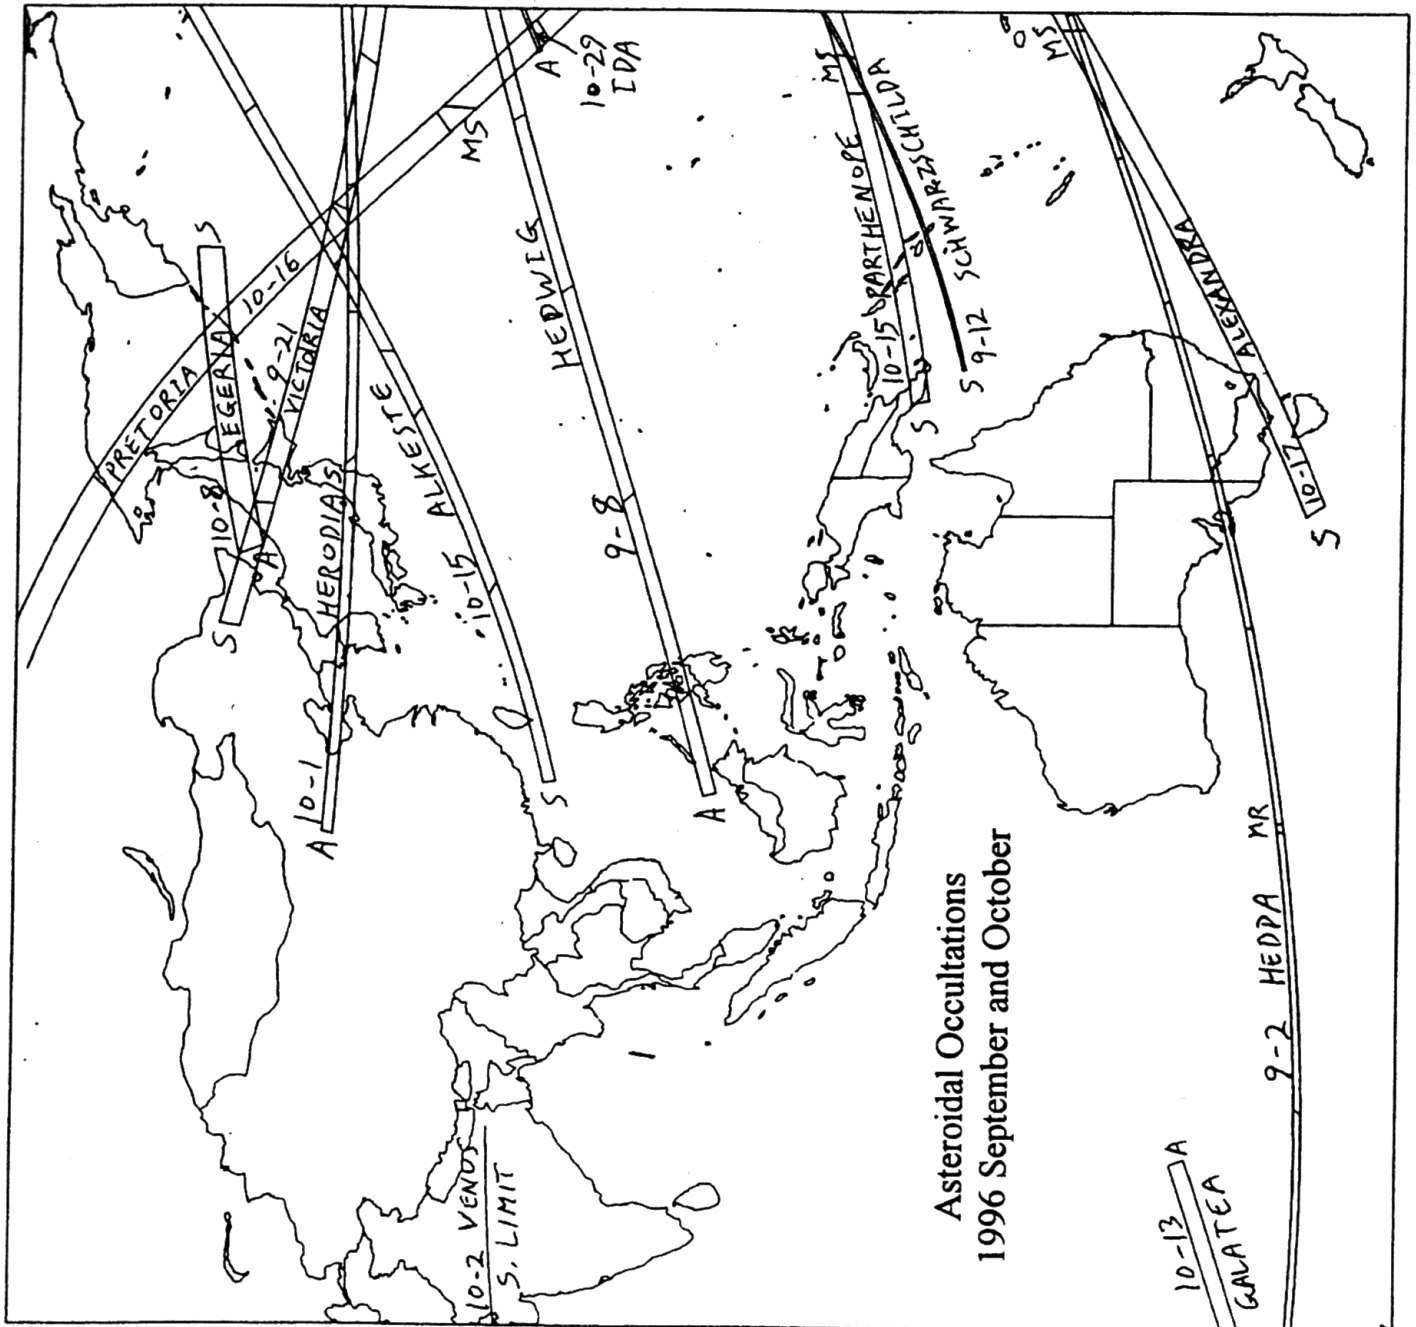 Asteroidal Occultations
1996 September and October
PRETORIA 10-16
MS
S
EGERIA
10-8
A
9-21
VICTORIA
S
HERODIAS
10-1
A
ALKESTE
10-15
S
HEDWIG
9-8
A
A
10-29
IDA
MS
10-15 PARTHENOPE
S
S 9-12 SCHWARZSCHILDA
MS
ALEXANDRA
10-17
S
9-2 HEDDA MR
10-13 A
GALATEA
10-2 VENUS
S. LIMIT